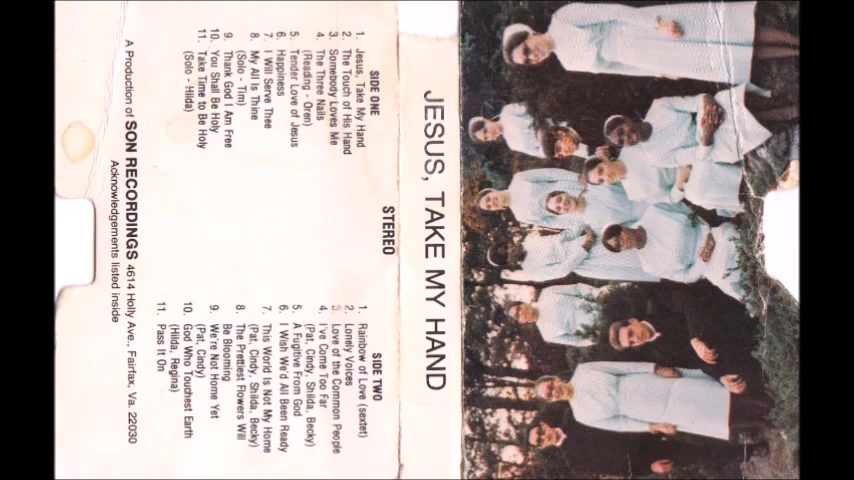 JESUS, TAKE MY HAND
STEREO
SIDE ONE
1. Jesus, Take My Hand
2. The Touch of His Hand
3. Somebody Loves Me
4. The Three Nails
(Reading - Oren)
5. Tender Love of Jesus
6. Happiness
7. I Will Serve Thee
8. My All Is Thine
(Solo - Tim)
9. Thank God I Am Free
10. You Shall Be Holy
11. Take Time to Be Holy
(Solo - Hilda)
SIDE TWO
1. Rainbow of Love (sextet)
2. Lonely Voices
3. Love of the Common People
4. I've Come Too Far
(Pat, Cindy, Shilda, Becky)
5. A Fugitive From God
6. I Wish We'd All Been Ready
7. This World Is Not My Home
(Pat, Cindy, Shilda, Becky)
8. The Prettiest Flowers Will
Be Blooming
9. We're Not Home Yet
(Pat, Cindy)
10. God Who Touchest Earth
(Hilda, Regina)
11. Pass It On
A Production of SON RECORDINGS 4614 Holly Ave., Fairfax, Va. 22030
Acknowledgements listed inside